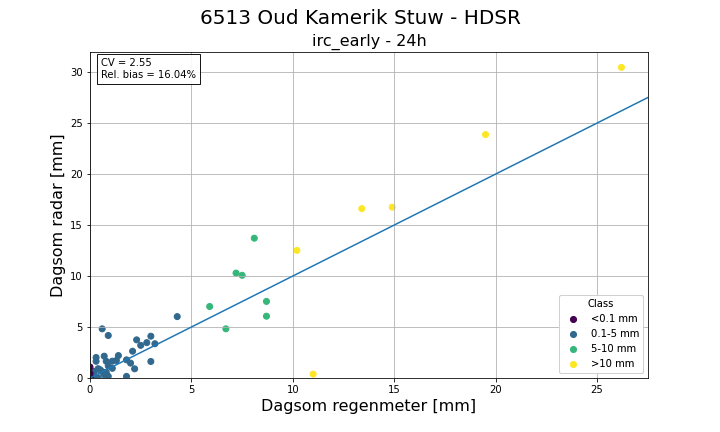 6513 Oud Kamerik Stuw - HDSR
irc_early - 24h
CV = 2.55
Rel. bias = 16.04%
30
25
20
15
10
5
0
Dagsom radar [mm]
0 5 10 15 20 25
Dagsom regenmeter [mm]
Class
<0.1 mm
0.1-5 mm
5-10 mm
>10 mm